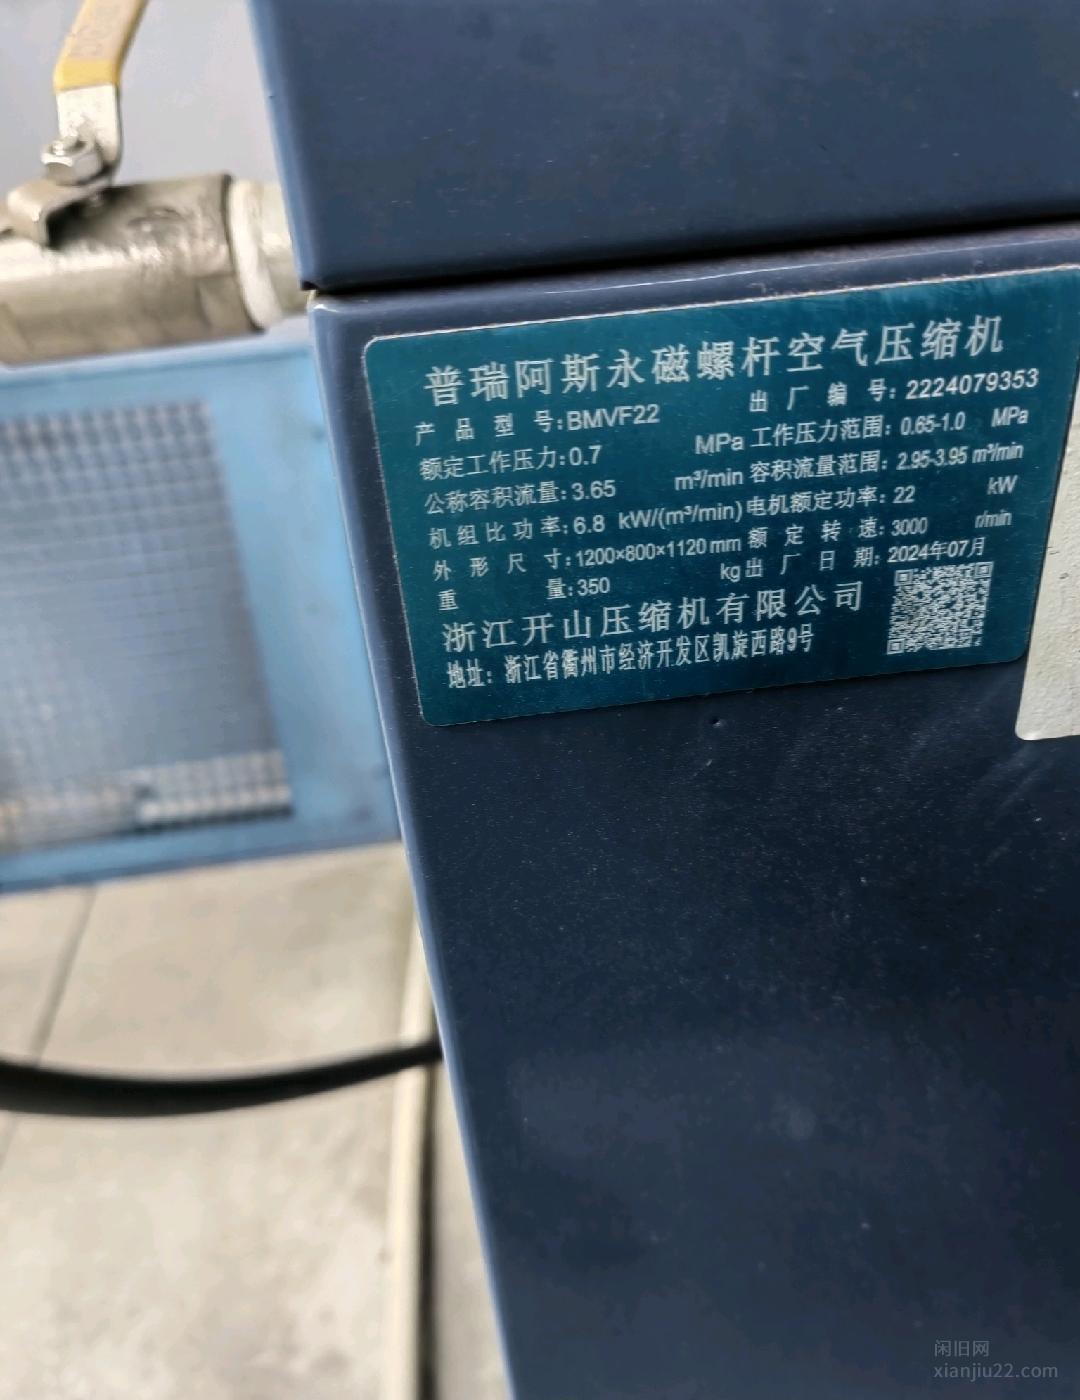 普瑞阿斯永磁螺杆空气压缩机
产品型号:BMVF22 出厂编号:2224079353
额定工作压力:0.7 MPa 工作压力范围:0.65-1.0 MPa
公称容积流量:3.65 m³/min 容积流量范围:2.95-3.95 m³/min
机组比功率:6.8 kW/(m³/min) 电机额定功率:22 kW
外形尺寸:1200×800×1120mm 额定转速:3000 r/min
重量:350 kg 出厂日期:2024年07月
浙江开山压缩机有限公司
地址:浙江省衢州市经济开发区凯旋西路9号
闲旧网
xianjiu22.com